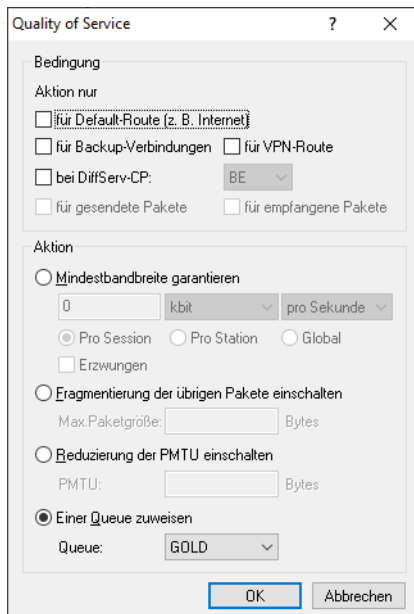 Quality of Service ?
Bedingung
Aktion nur
für Default-Route (z. B. Internet)
für Backup-Verbindungen für VPN-Route
bei DiffServ-CP: BE
für gesendete Pakete für empfangene Pakete
Aktion
Mindestbandbreite garantieren
0 kbit pro Sekunde
Pro Session Pro Station Global
Erzwungen
Fragmentierung der übrigen Pakete einschalten
Max.Paketgröße: Bytes
Reduzierung der PMTU einschalten
PMTU: Bytes
Einer Queue zuweisen
Queue: GOLD
OK Abbrechen